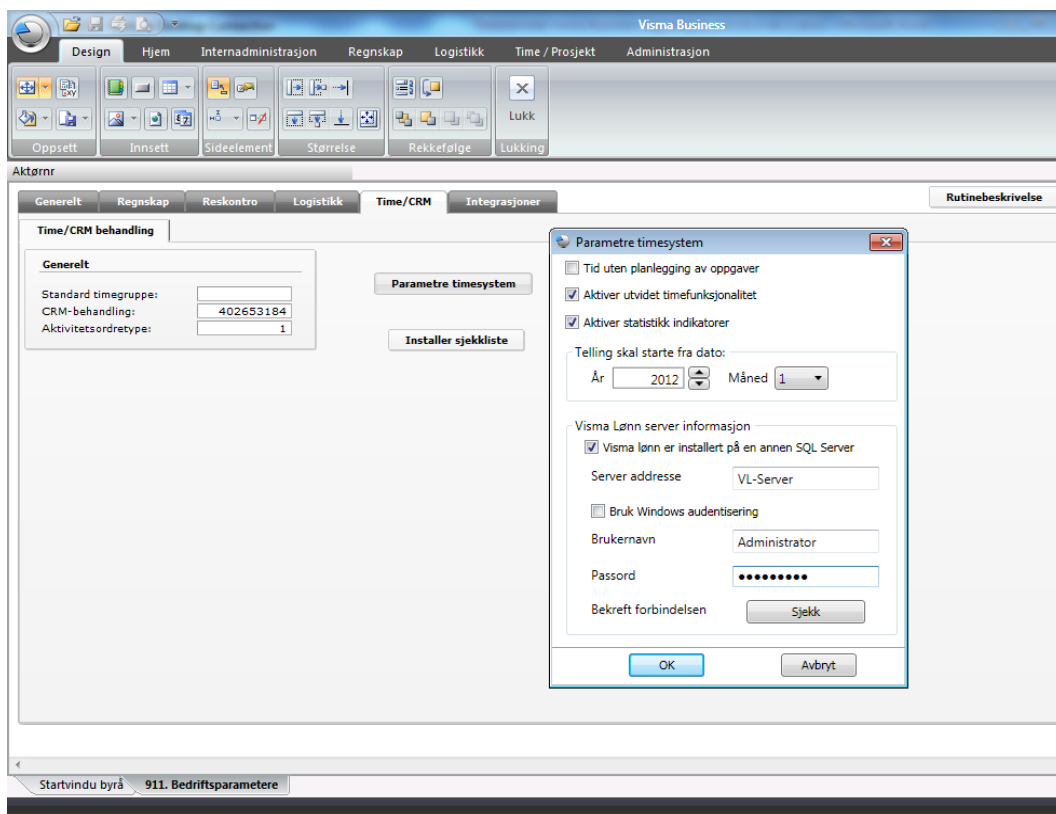 Visma Business
Design Hjem Internadministrasjon Regnskap Logistikk Time / Prosjekt Administrasjon
Lukk
Oppsett Innsett Sideelement Størrelse Rekkefølge Lukking
Aktørnr
Generelt Regnskap Reskontro Logistikk Time/CRM Integrasjoner Rutinebeskrivelse
Time/CRM behandling
Generelt
Standard timegruppe:
CRM-behandling: 402653184
Aktivitetsordretype: 1
Parametre timesystem
Installer sjekkliste
Parametre timesystem
Tid uten planlegging av oppgaver
Aktiver utvidet timefunksjonalitet
Aktiver statistikk indikatorer
Telling skal starte fra dato:
År 2012 Måned 1
Visma Lønn server informasjon
Visma lønn er installert på en annen SQL Server
Server addresse VL-Server
Bruk Windows audentisering
Brukernavn Administrator
Passord ●●●●●●●●●
Bekreft forbindelsen Sjekk
OK Avbryt
Startvindu byrå 911. Bedriftsparametere